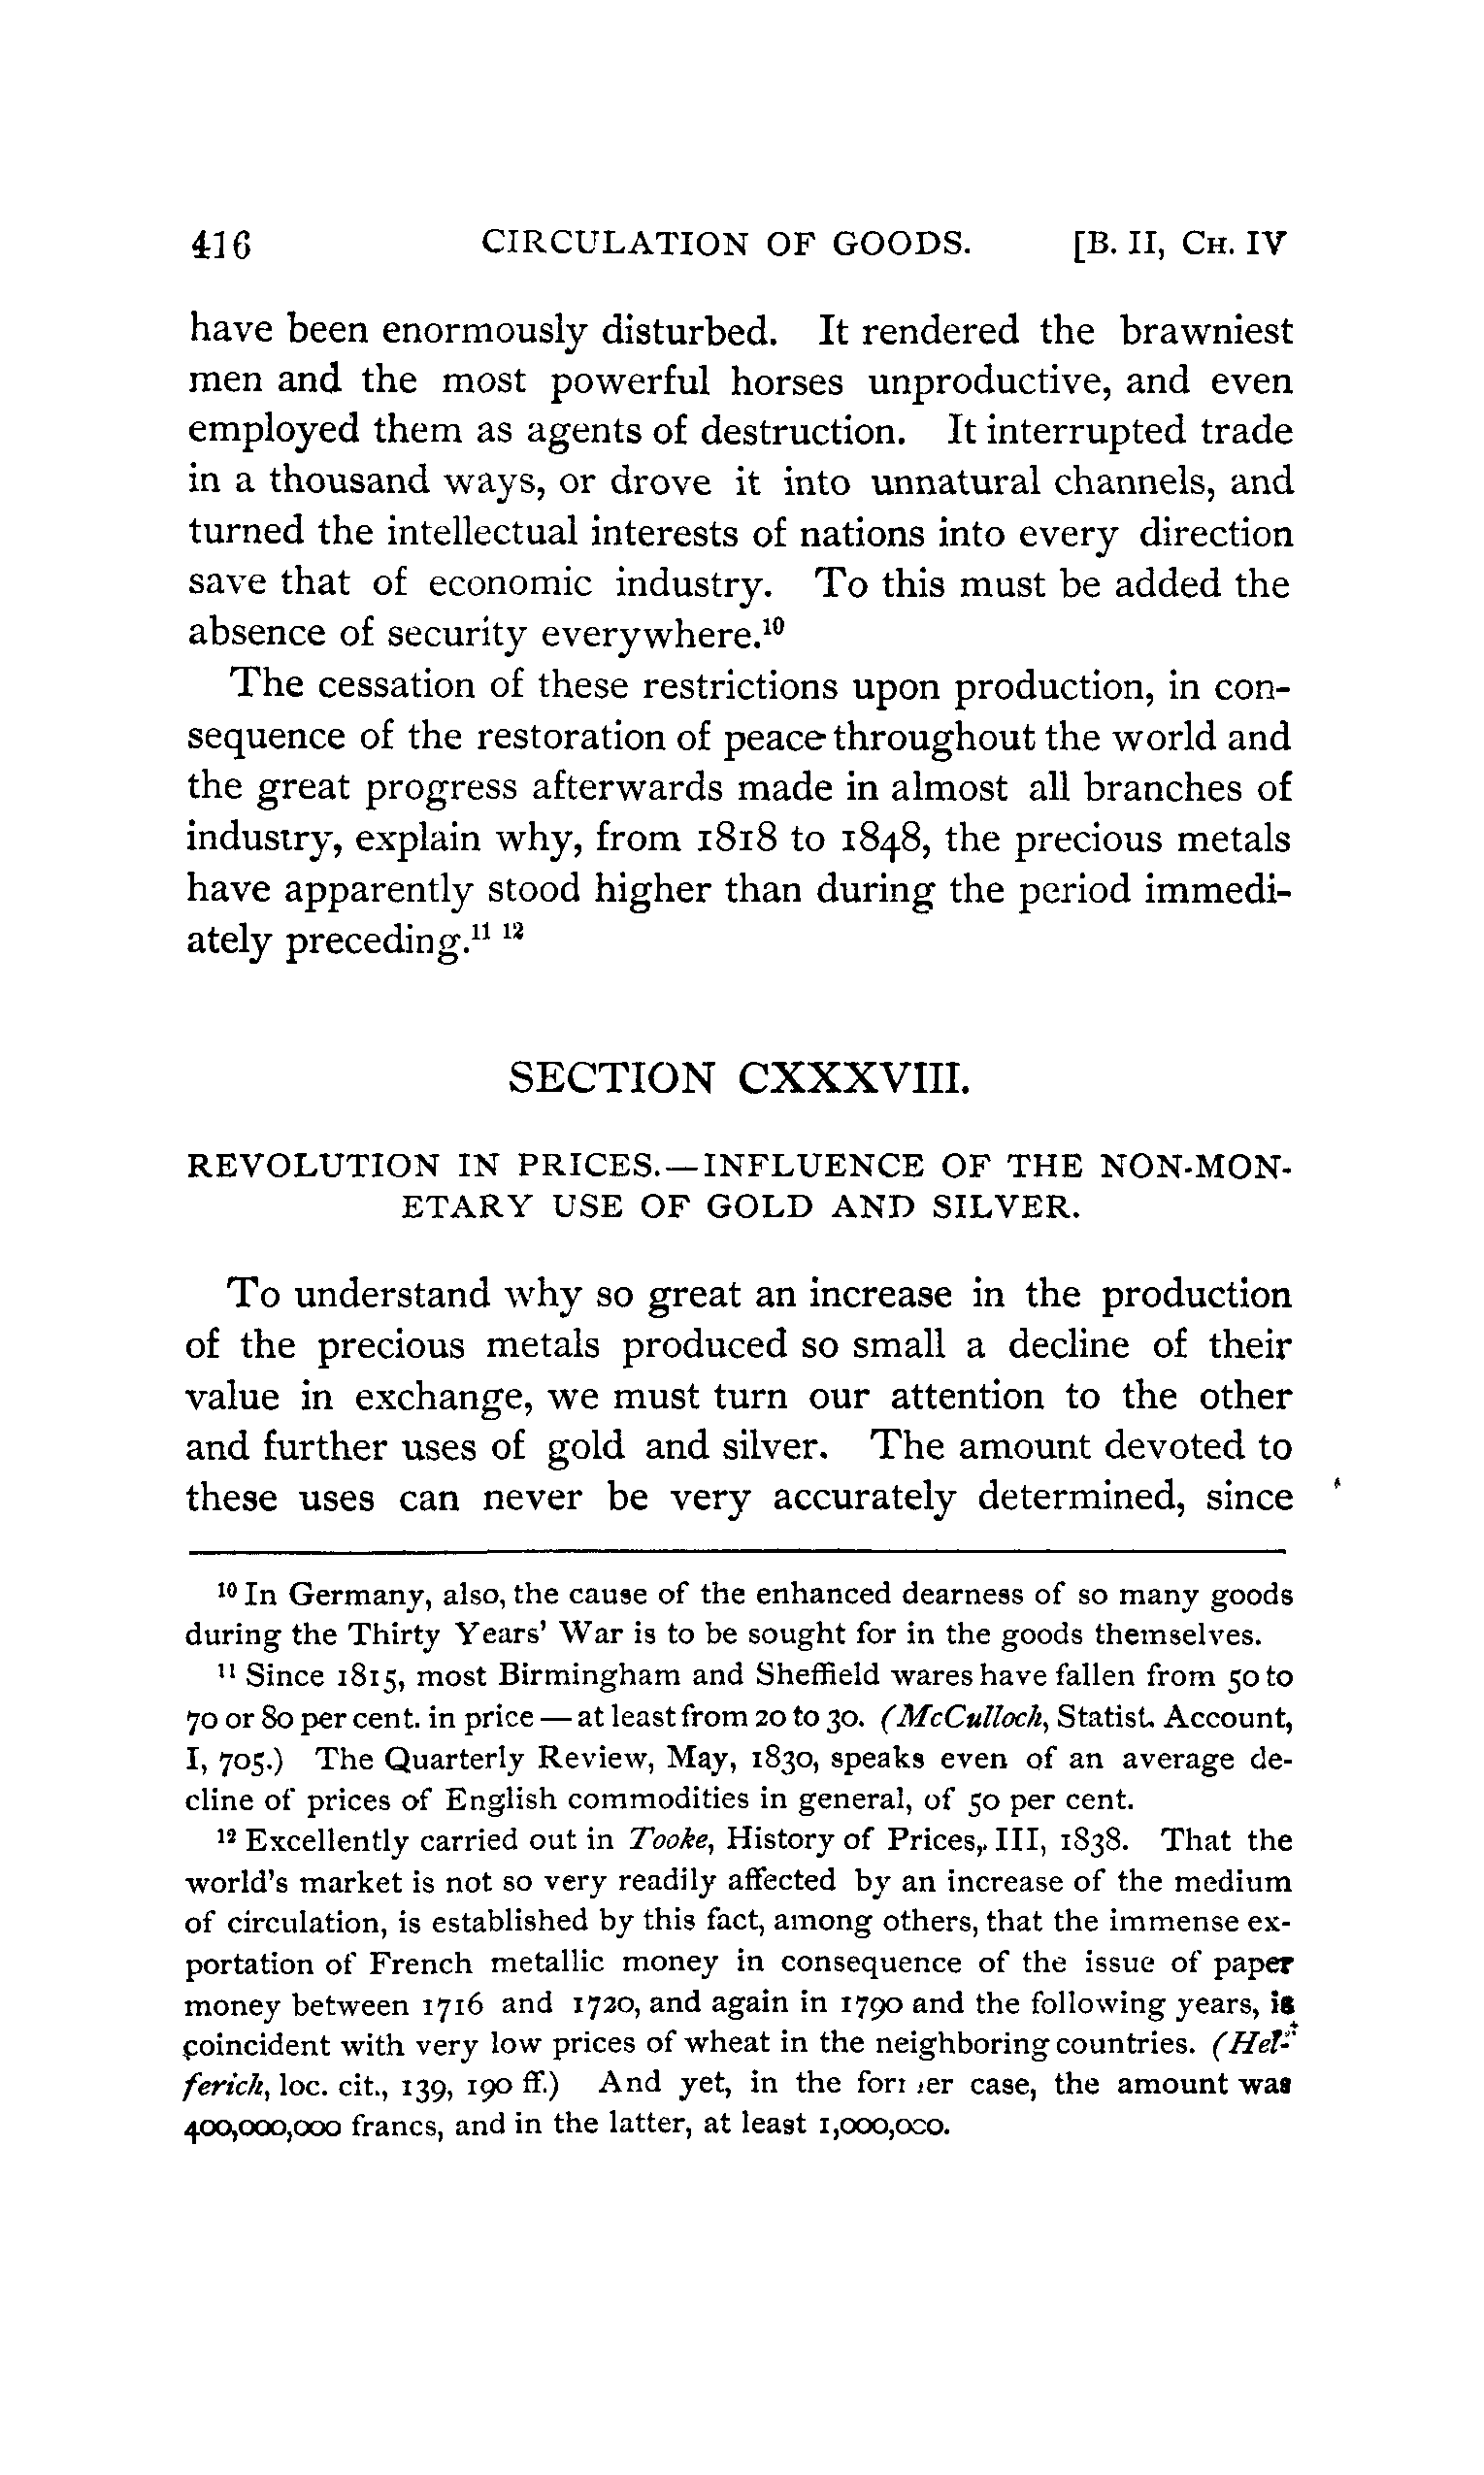 416 CIRCULATION OF GOODS. [B. II, CH. IV
have been enormously disturbed. It rendered the brawniest
men and the most powerful horses unproductive, and even
employed them as agents of destruction. It interrupted trade
in a thousand ways, or drove it into unnatural channels, and
turned the intellectual interests of nations into every direction
save that of economic industry. To this must be added the
absence of security everywhere.¹⁰
The cessation of these restrictions upon production, in con-
sequence of the restoration of peace throughout the world and
the great progress afterwards made in almost all branches of
industry, explain why, from 1818 to 1848, the precious metals
have apparently stood higher than during the period immedi-
ately preceding.¹¹ ¹²
SECTION CXXXVIII.
REVOLUTION IN PRICES.—INFLUENCE OF THE NON-MON-
ETARY USE OF GOLD AND SILVER.
To understand why so great an increase in the production
of the precious metals produced so small a decline of their
value in exchange, we must turn our attention to the other
and further uses of gold and silver. The amount devoted to
these uses can never be very accurately determined, since
¹⁰ In Germany, also, the cause of the enhanced dearness of so many goods
during the Thirty Years' War is to be sought for in the goods themselves.
¹¹ Since 1815, most Birmingham and Sheffield wares have fallen from 50 to
70 or 80 per cent. in price — at least from 20 to 30. (McCulloch, Statist. Account,
I, 705.) The Quarterly Review, May, 1830, speaks even of an average de-
cline of prices of English commodities in general, of 50 per cent.
¹² Excellently carried out in Tooke, History of Prices, III, 1838. That the
world's market is not so very readily affected by an increase of the medium
of circulation, is established by this fact, among others, that the immense ex-
portation of French metallic money in consequence of the issue of paper
money between 1716 and 1720, and again in 1790 and the following years, is
coincident with very low prices of wheat in the neighboring countries. (Hel-
ferich, loc. cit., 139, 190 ff.) And yet, in the former case, the amount was
400,000,000 francs, and in the latter, at least 1,000,000.